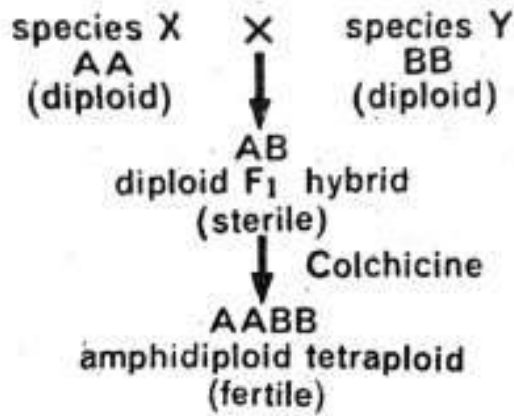 species X × species Y
AA BB
(diploid) (diploid)
AB
diploid F1 hybrid
(sterile)
Colchicine
AABB
amphidiploid tetraploid
(fertile)